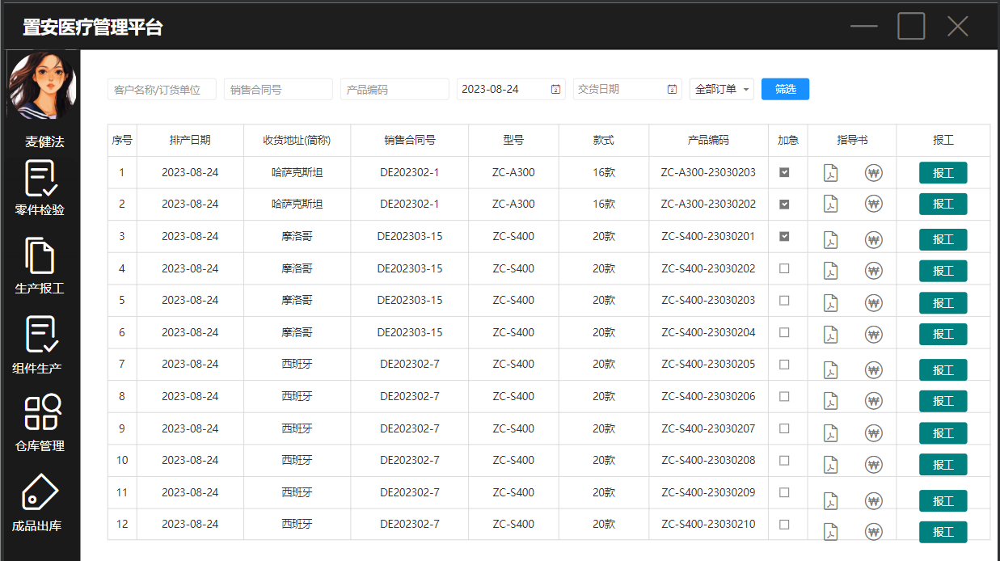 置安医疗管理平台
麦健法
零件检验
生产报工
组件生产
仓库管理
成品出库
客户名称/订货单位 销售合同号 产品编码 2023-08-24 交货日期 全部订单 筛选
序号 排产日期 收货地址(简称) 销售合同号 型号 款式 产品编码 加急 指导书 报工
1 2023-08-24 哈萨克斯坦 DE202302-1 ZC-A300 16款 ZC-A300-23030203 报工
2 2023-08-24 哈萨克斯坦 DE202302-1 ZC-A300 16款 ZC-A300-23030202 报工
3 2023-08-24 摩洛哥 DE202303-15 ZC-S400 20款 ZC-S400-23030201 报工
4 2023-08-24 摩洛哥 DE202303-15 ZC-S400 20款 ZC-S400-23030202 报工
5 2023-08-24 摩洛哥 DE202303-15 ZC-S400 20款 ZC-S400-23030203 报工
6 2023-08-24 摩洛哥 DE202303-15 ZC-S400 20款 ZC-S400-23030204 报工
7 2023-08-24 西班牙 DE202302-7 ZC-S400 20款 ZC-S400-23030205 报工
8 2023-08-24 西班牙 DE202302-7 ZC-S400 20款 ZC-S400-23030206 报工
9 2023-08-24 西班牙 DE202302-7 ZC-S400 20款 ZC-S400-23030207 报工
10 2023-08-24 西班牙 DE202302-7 ZC-S400 20款 ZC-S400-23030208 报工
11 2023-08-24 西班牙 DE202302-7 ZC-S400 20款 ZC-S400-23030209 报工
12 2023-08-24 西班牙 DE202302-7 ZC-S400 20款 ZC-S400-23030210 报工